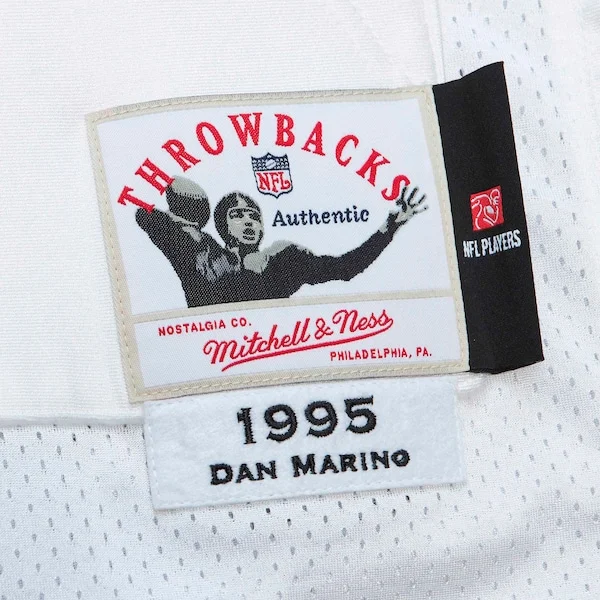 THROWBACKS
NFL
Authentic
NFL PLAYERS
NOSTALGIA CO.
Mitchell & Ness
PHILADELPHIA, PA.
1995
DAN MARINO